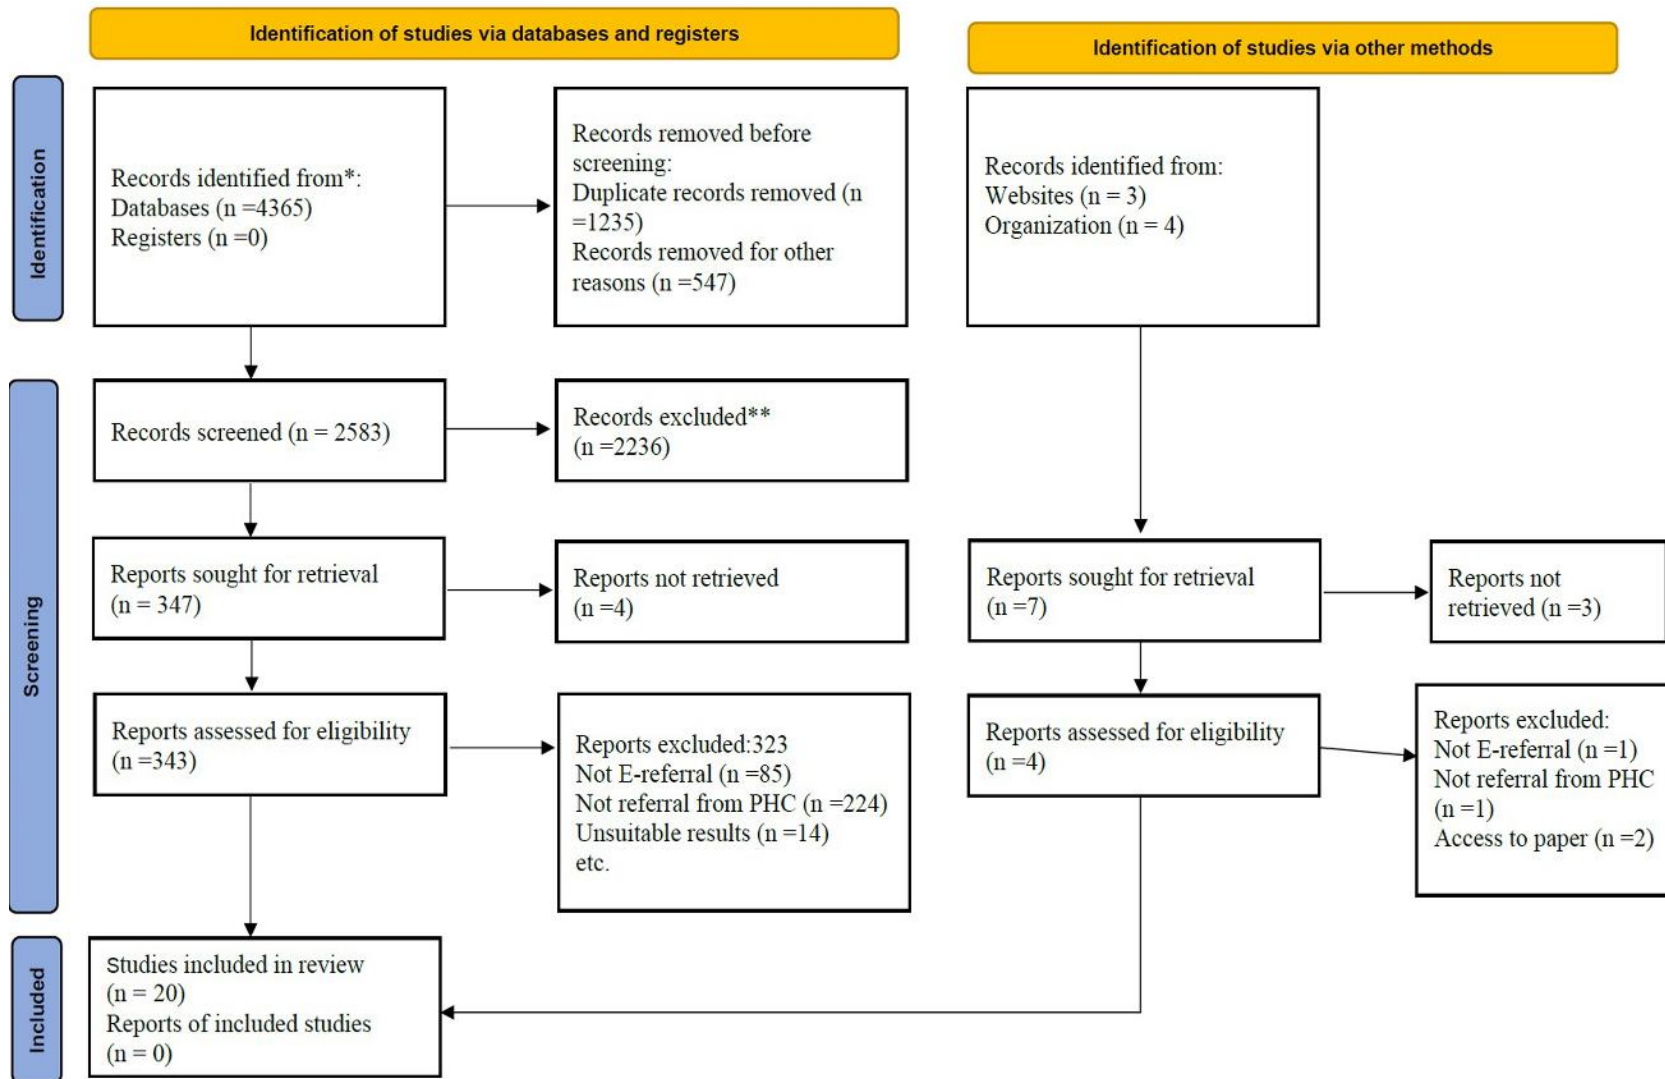 Identification of studies via databases and registers
Identification of studies via other methods
Identification
Records identified from*:
Databases (n =4365)
Registers (n =0)
Records removed before
screening:
Duplicate records removed (n
=1235)
Records removed for other
reasons (n =547)
Records identified from:
Websites (n = 3)
Organization (n = 4)
Screening
Records screened (n = 2583)
Records excluded**
(n =2236)
Reports sought for retrieval
(n = 347)
Reports not retrieved
(n =4)
Reports sought for retrieval
(n =7)
Reports not
retrieved (n =3)
Reports assessed for eligibility
(n =343)
Reports excluded:323
Not E-referral (n =85)
Not referral from PHC (n =224)
Unsuitable results (n =14)
etc.
Reports assessed for eligibility
(n =4)
Reports excluded:
Not E-referral (n =1)
Not referral from PHC
(n =1)
Access to paper (n =2)
Included
Studies included in review
(n = 20)
Reports of included studies
(n = 0)